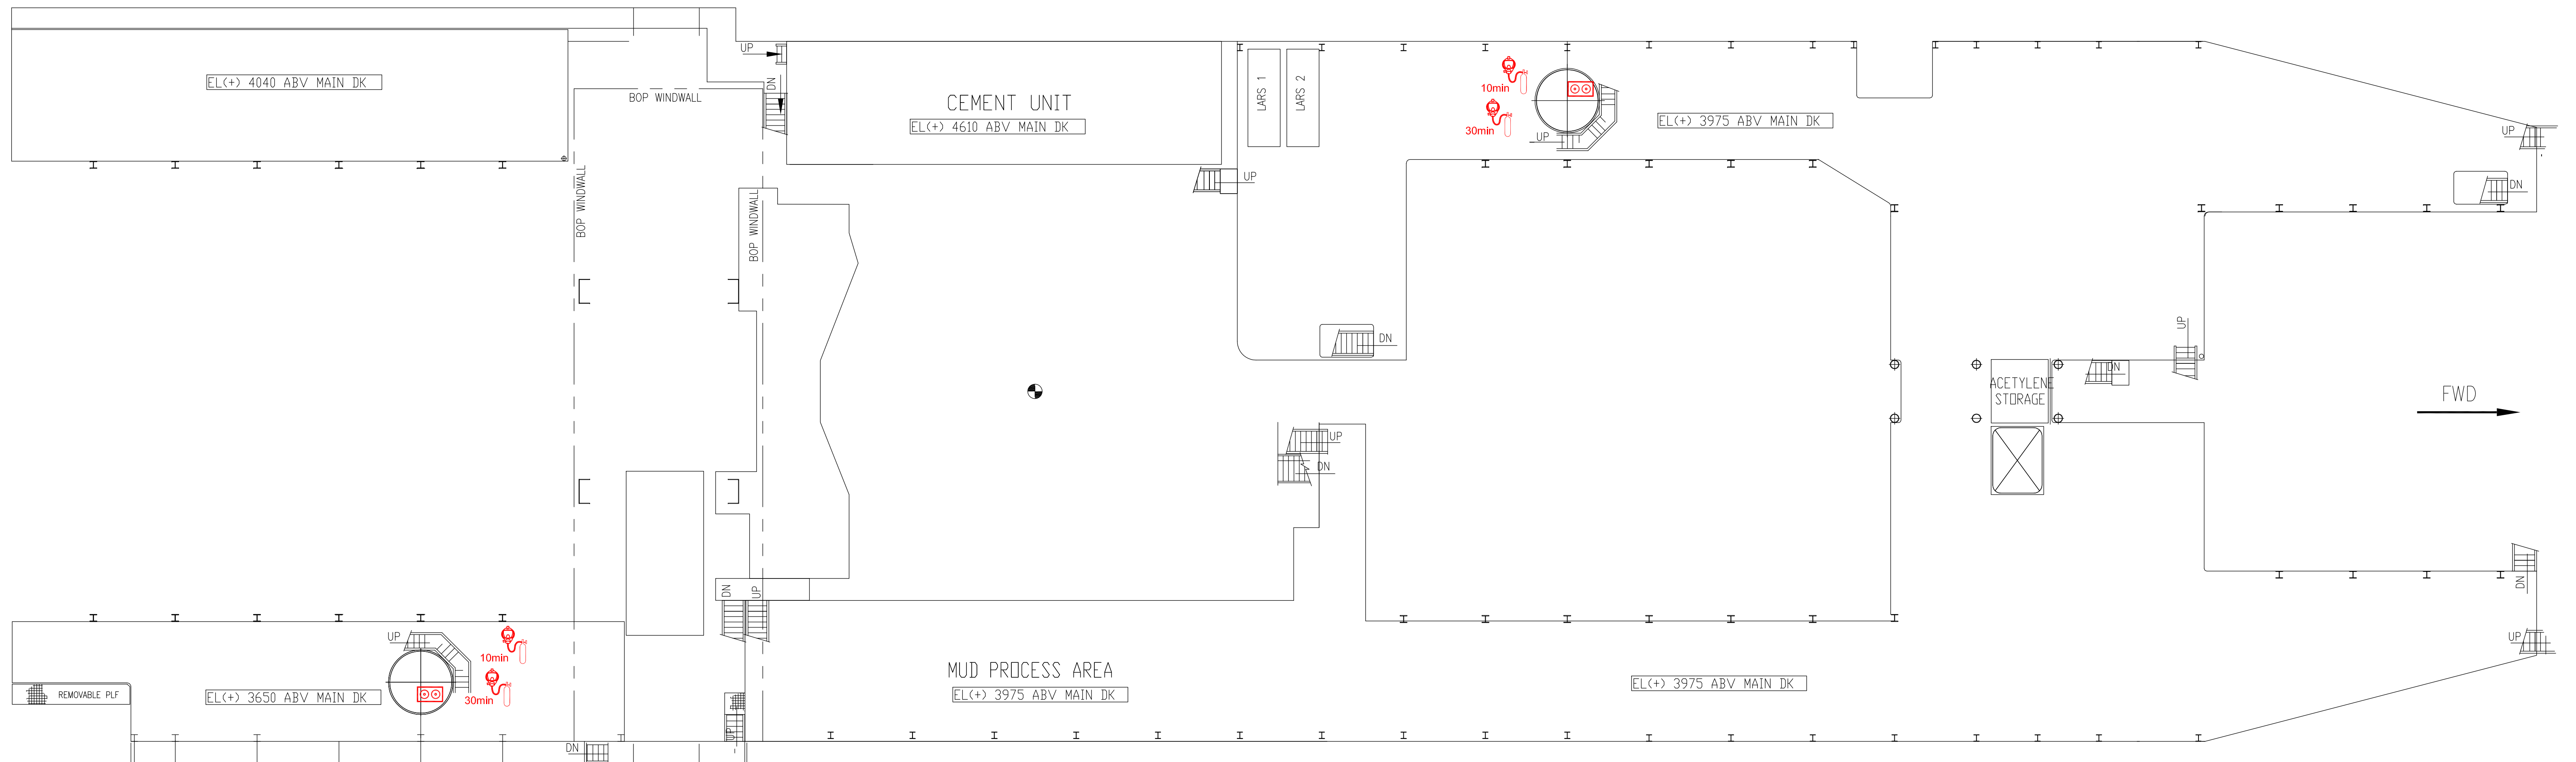 UP
DN
BOP WINDWALL
EL(+) 4040 ABV MAIN DK
CEMENT UNIT
EL(+) 4610 ABV MAIN DK
LARS 1
LARS 2
10min
30min
UP
EL(+) 3975 ABV MAIN DK
UP
DN
UP
BOP WINDWALL
BOP WINDWALL
DN
UP
DN
ACETYLENE
STORAGE
FWD
UP
DN
DN
UP
DN
UP
UP
10min
30min
REMOVABLE PLF
EL(+) 3650 ABV MAIN DK
MUD PROCESS AREA
EL(+) 3975 ABV MAIN DK
EL(+) 3975 ABV MAIN DK
UP
UP
DN